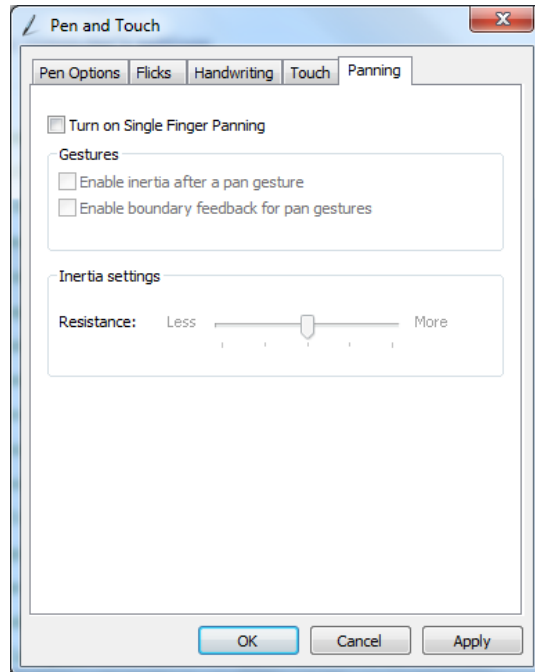 Pen and Touch
Pen Options Flicks Handwriting Touch Panning
Turn on Single Finger Panning
Gestures
Enable inertia after a pan gesture
Enable boundary feedback for pan gestures
Inertia settings
Resistance: Less More
OK Cancel Apply